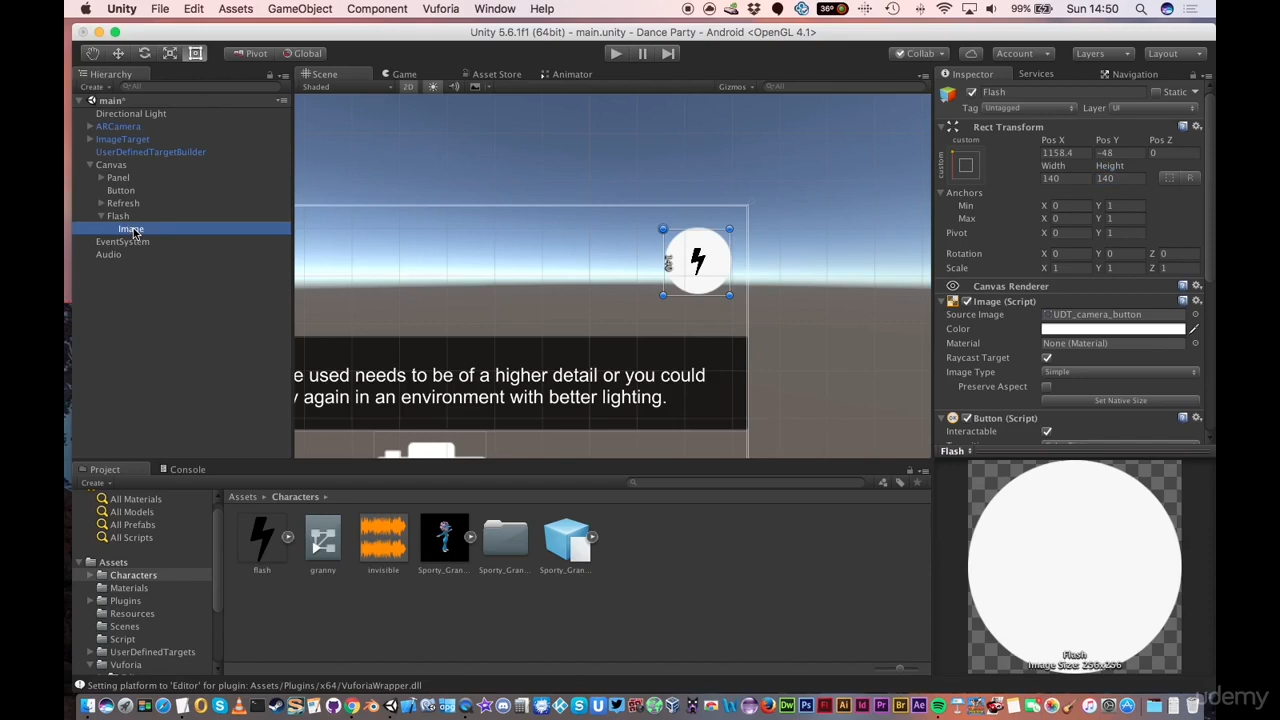 Unity File Edit Assets GameObject Component Vuforia Window Help 36° 99% Sun 14:50
Unity 5.6.1f1 (64bit) - main.unity - Dance Party - Android <OpenGL 4.1>
Pivot Global Collab Account Layers Layout
Hierarchy Scene Game Asset Store Animator Inspector Services Navigation
Create All Shaded 2D Gizmos All
main*
Directional Light
ARCamera
ImageTarget
UserDefinedTargetBuilder
Canvas
Panel
Button
Refresh
Flash
Image
EventSystem
Audio
e used needs to be of a higher detail or you could
y again in an environment with better lighting.
Flash Static
Tag Untagged Layer UI
Rect Transform
custom Pos X Pos Y Pos Z
custom 1158.4 -48 0
Width Height
140 140 R
Anchors
Min X 0 Y 1
Max X 0 Y 1
Pivot X 0 Y 1
Rotation X 0 Y 0 Z 0
Scale X 1 Y 1 Z 1
Canvas Renderer
Image (Script)
Source Image UDT_camera_button
Color
Material None (Material)
Raycast Target
Image Type Simple
Preserve Aspect
Set Native Size
Button (Script)
Interactable
Flash
Flash
Image Size: 256x256
Project Console
Create
All Materials
All Models
All Prefabs
All Scripts
Assets
Characters
Materials
Plugins
Resources
Scenes
Script
UserDefinedTargets
Vuforia
Assets Characters
flash granny invisible Sporty_Gran... Sporty_Gran... Sporty_Gran...
Setting platform to 'Editor' for plugin: Assets/Plugins/x64/VuforiaWrapper.dll
udemy